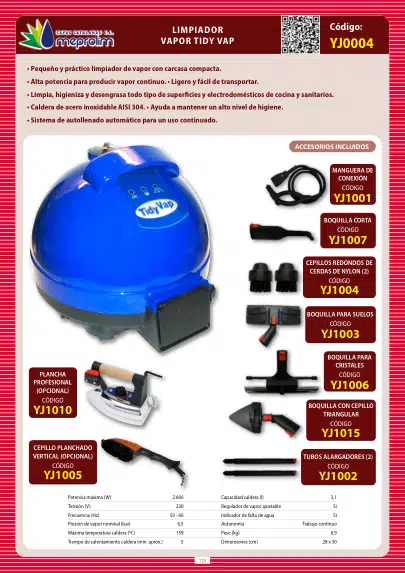 CAYRE CATALANAS S.L.
meprolim
LIMPIADOR
VAPOR TIDY VAP
Código:
YJ0004
• Pequeño y práctico limpiador de vapor con carcasa compacta.
• Alta potencia para producir vapor continuo. • Ligero y fácil de transportar.
• Limpia, higieniza y desengrasa todo tipo de superficies y electrodomésticos de cocina y sanitarios.
• Caldera de acero inoxidable AISI 304. • Ayuda a mantener un alto nivel de higiene.
• Sistema de autollenado automático para un uso continuado.
ACCESORIOS INCLUIDOS
MANGUERA DE
CONEXIÓN
CÓDIGO
YJ1001
BOQUILLA CORTA
CÓDIGO
YJ1007
CEPILLOS REDONDOS DE
CERDAS DE NYLON (2)
CÓDIGO
YJ1004
BOQUILLA PARA SUELOS
CÓDIGO
YJ1003
BOQUILLA PARA
CRISTALES
CÓDIGO
YJ1006
BOQUILLA CON CEPILLO
TRIANGULAR
CÓDIGO
YJ1015
TUBOS ALARGADORES (2)
CÓDIGO
YJ1002
Tidy Vap
PLANCHA
PROFESIONAL
(OPCIONAL)
CÓDIGO
YJ1010
CEPILLO PLANCHADO
VERTICAL (OPCIONAL)
CÓDIGO
YJ1005
Potencia máxima (W) 2.600
Tensión (V) 230
Frecuencia (Hz) 50 - 60
Presión de vapor nominal (bar) 6,5
Máxima temperatura caldera (ºC) 159
Tiempo de calentamiento caldera (min. aprox.) 5
Capacidad caldera (l) 3,1
Regulador de vapor ajustable Sí
Indicador de falta de agua Sí
Autonomía Trabajo continuo
Peso (kg) 6,9
Dimensiones (cm) 28 x 30